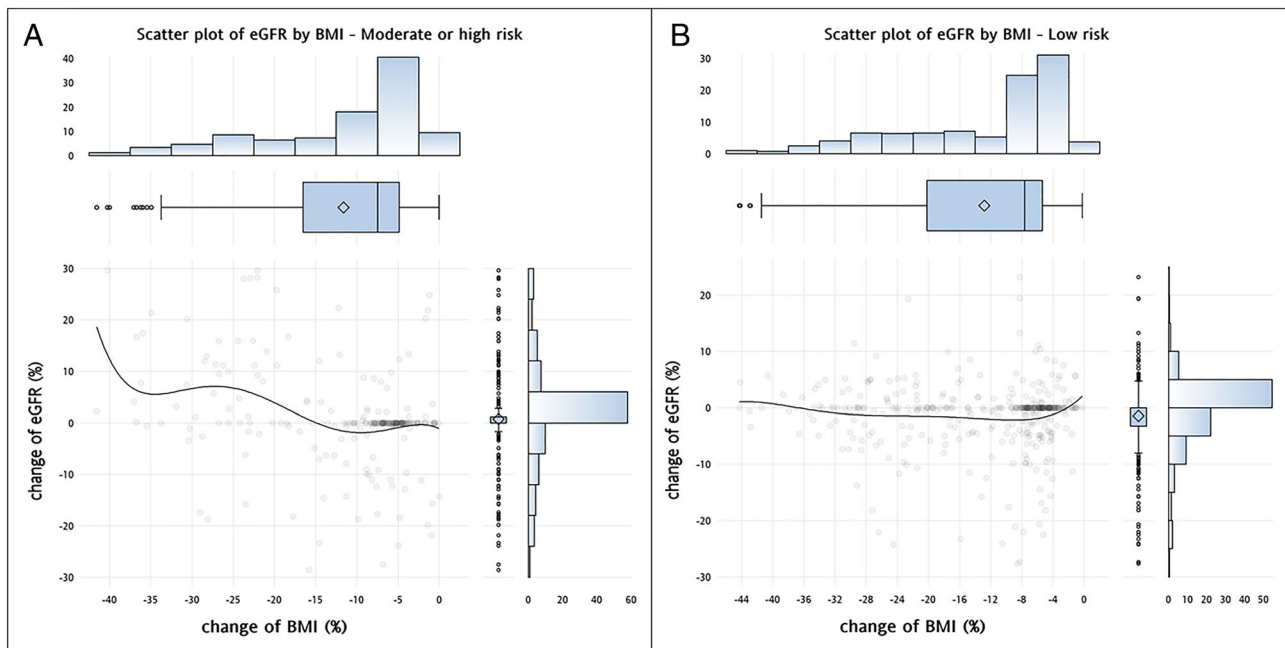 A
Scatter plot of eGFR by BMI - Moderate or high risk
40
30
20
10
0
30
20
10
0
-10
-20
-30
change of eGFR (%)
-40 -35 -30 -25 -20 -15 -10 -5 0
0 20 40 60
change of BMI (%)
B
Scatter plot of eGFR by BMI - Low risk
30
20
10
0
20
10
0
-10
-20
-30
change of eGFR (%)
-44 -40 -36 -32 -28 -24 -20 -16 -12 -8 -4 0
0 10 20 30 40 50
change of BMI (%)